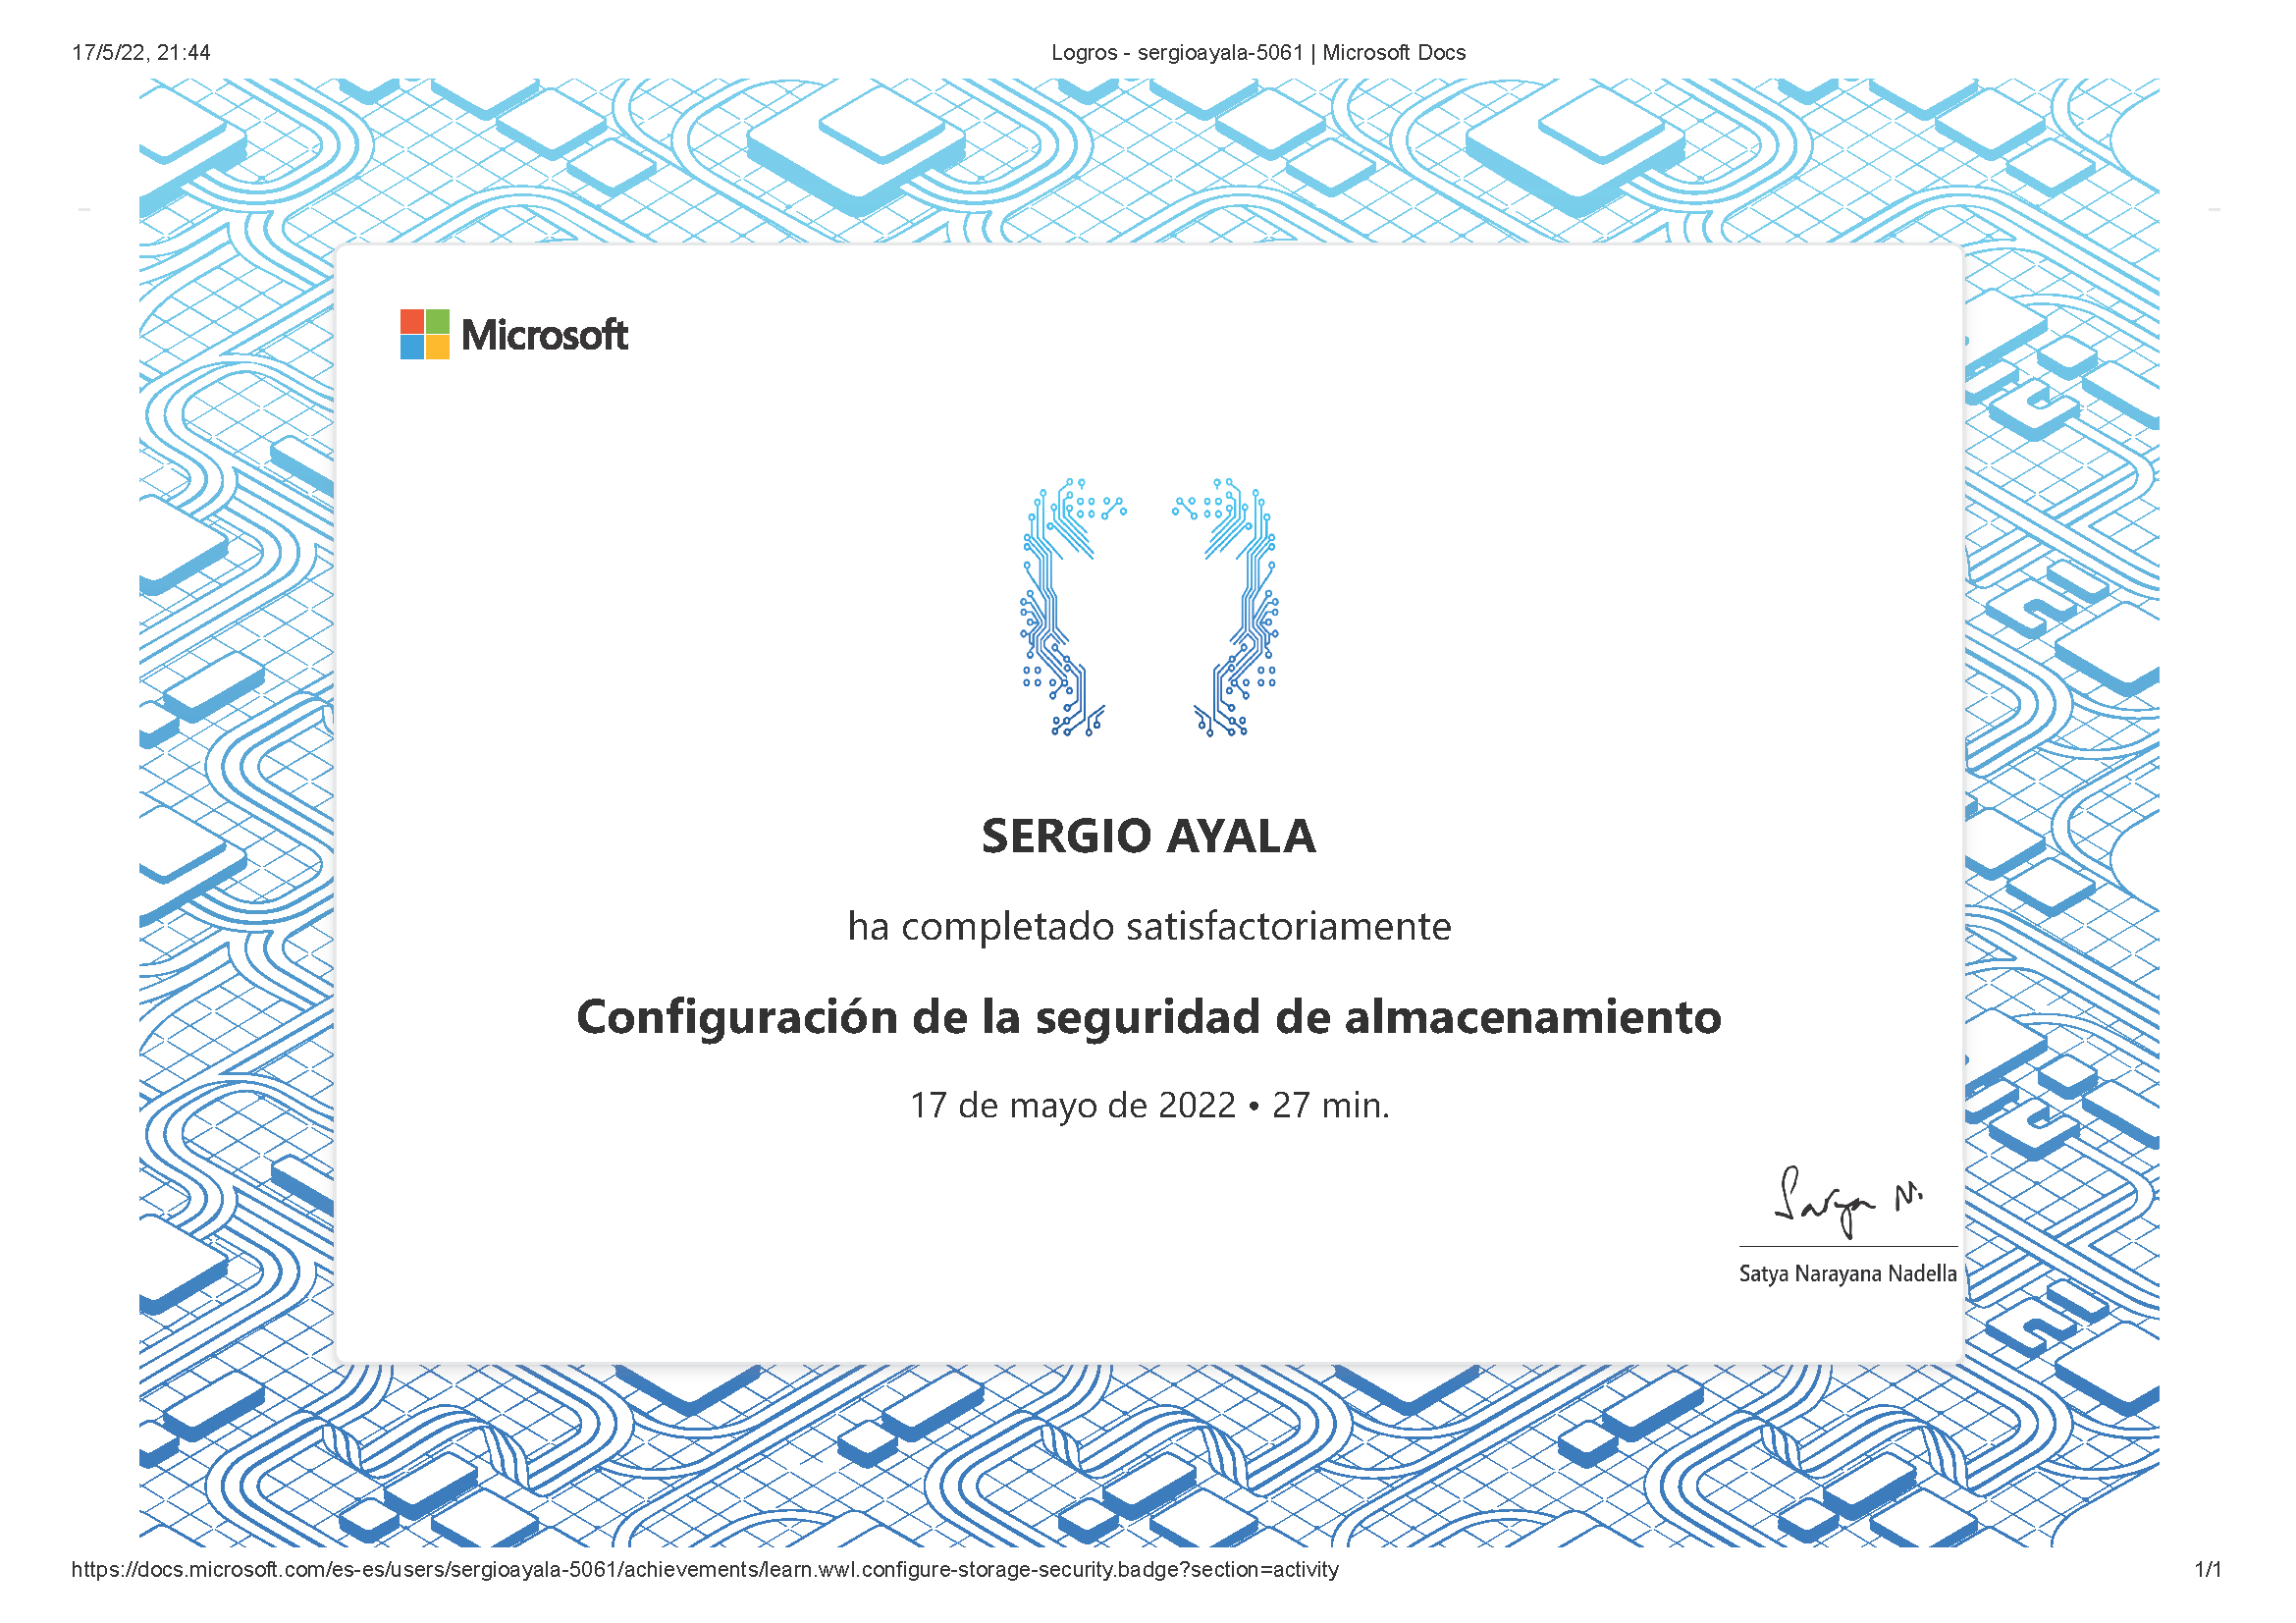 17/5/22, 21:44
Logros - sergioayala-5061 | Microsoft Docs
Microsoft
SERGIO AYALA
ha completado satisfactoriamente
Configuración de la seguridad de almacenamiento
17 de mayo de 2022 • 27 min.
Satya N.
Satya Narayana Nadella
https://docs.microsoft.com/es-es/users/sergioayala-5061/achievements/learn.wwl.configure-storage-security.badge?section=activity
1/1